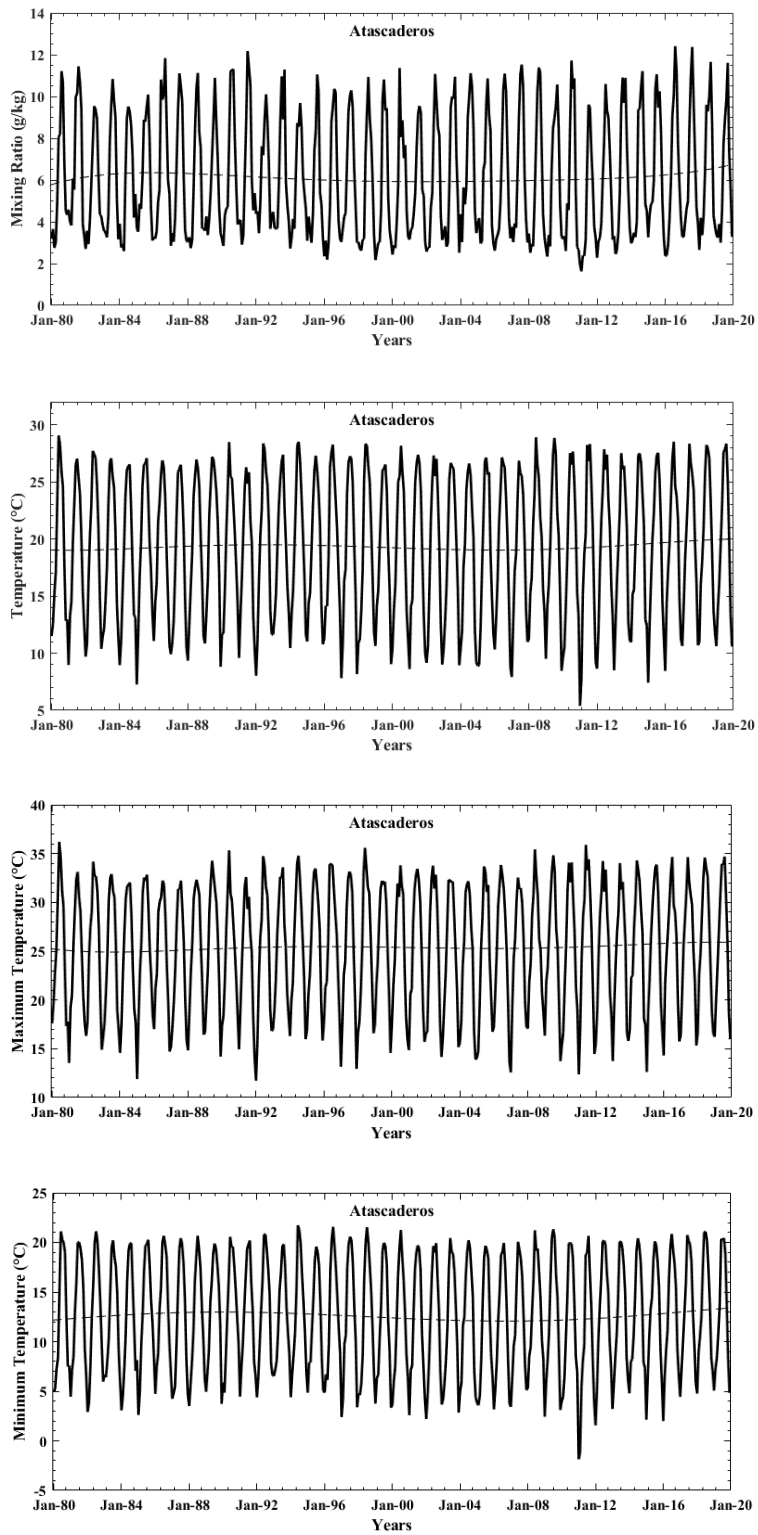 Atascaderos
Mixing Ratio (g/kg)
14
12
10
8
6
4
2
0
Jan-80 Jan-84 Jan-88 Jan-92 Jan-96 Jan-00 Jan-04 Jan-08 Jan-12 Jan-16 Jan-20
Years
Atascaderos
Temperature (°C)
30
25
20
15
10
5
Jan-80 Jan-84 Jan-88 Jan-92 Jan-96 Jan-00 Jan-04 Jan-08 Jan-12 Jan-16 Jan-20
Years
Atascaderos
Maximum Temperature (°C)
40
35
30
25
20
15
10
Jan-80 Jan-84 Jan-88 Jan-92 Jan-96 Jan-00 Jan-04 Jan-08 Jan-12 Jan-16 Jan-20
Years
Atascaderos
Minimum Temperature (°C)
25
20
15
10
5
0
-5
Jan-80 Jan-84 Jan-88 Jan-92 Jan-96 Jan-00 Jan-04 Jan-08 Jan-12 Jan-16 Jan-20
Years